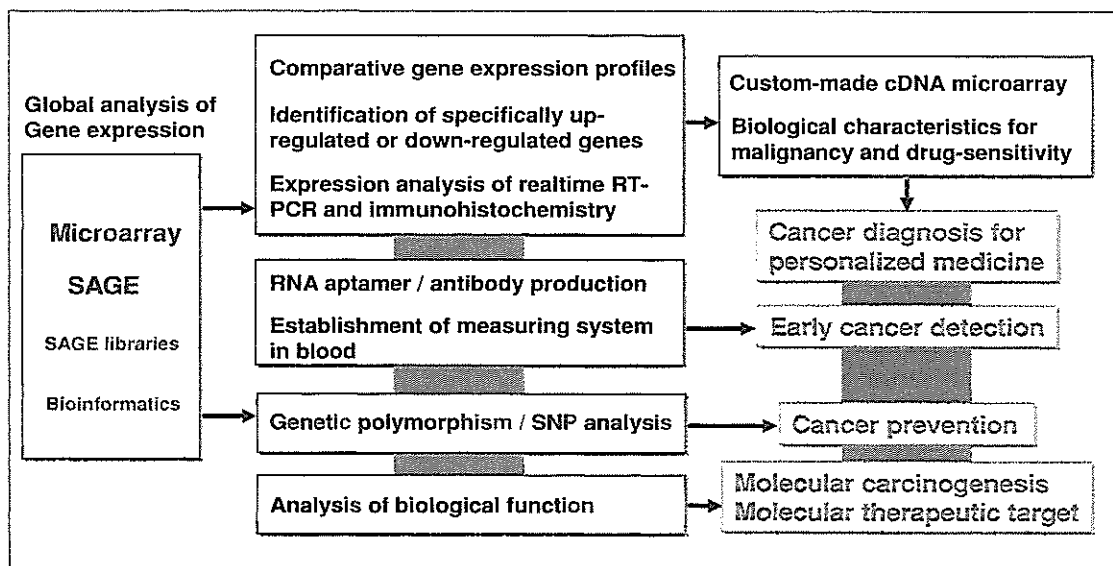 Global analysis of
Gene expression
Microarray
SAGE
SAGE libraries
Bioinformatics
Comparative gene expression profiles
Identification of specifically up-
regulated or down-regulated genes
Expression analysis of realtime RT-
PCR and immunohistochemistry
RNA aptamer / antibody production
Establishment of measuring system
in blood
Genetic polymorphism / SNP analysis
Analysis of biological function
Custom-made cDNA microarray
Biological characteristics for
malignancy and drug-sensitivity
Cancer diagnosis for
personalized medicine
Early cancer detection
Cancer prevention
Molecular carcinogenesis
Molecular therapeutic target